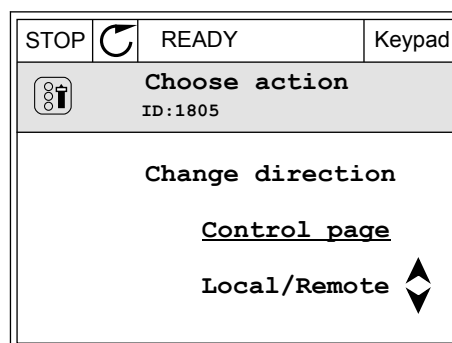 STOP READY Keypad
Choose action
ID:1805
Change direction
Control page
Local/Remote